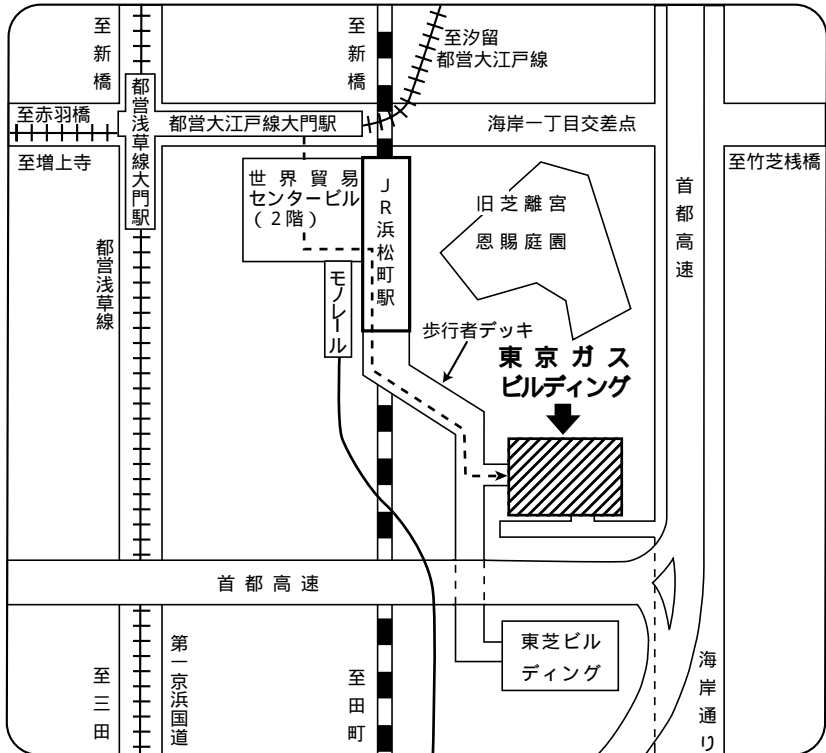 至新橋
至新橋
至汐留
都営大江戸線
都営浅草線大門駅
至赤羽橋
都営大江戸線大門駅
海岸一丁目交差点
至増上寺
至竹芝桟橋
世界貿易
センタービル
(2階)
JR浜松町駅
旧芝離宮
恩賜庭園
首都高速
都営浅草線
モノレール
歩行者デッキ
東京ガス
ビルディング
首都高速
東芝ビル
ディング
至三田
第一京浜国道
至田町
海岸通り